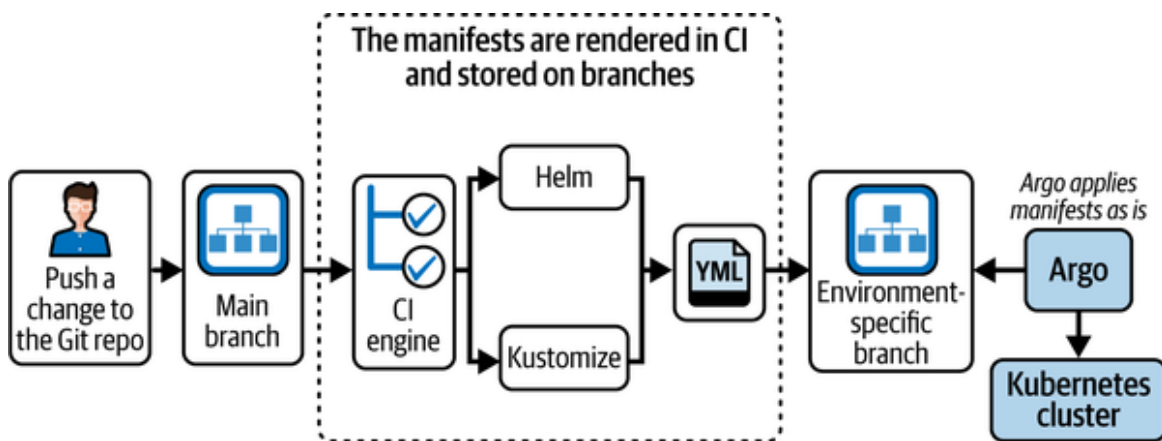 The manifests are rendered in CI
and stored on branches
Push a
change to
the Git repo
Main
branch
CI
engine
Helm
Kustomize
YML
Environment-
specific
branch
Argo applies
manifests as is
Argo
Kubernetes
cluster